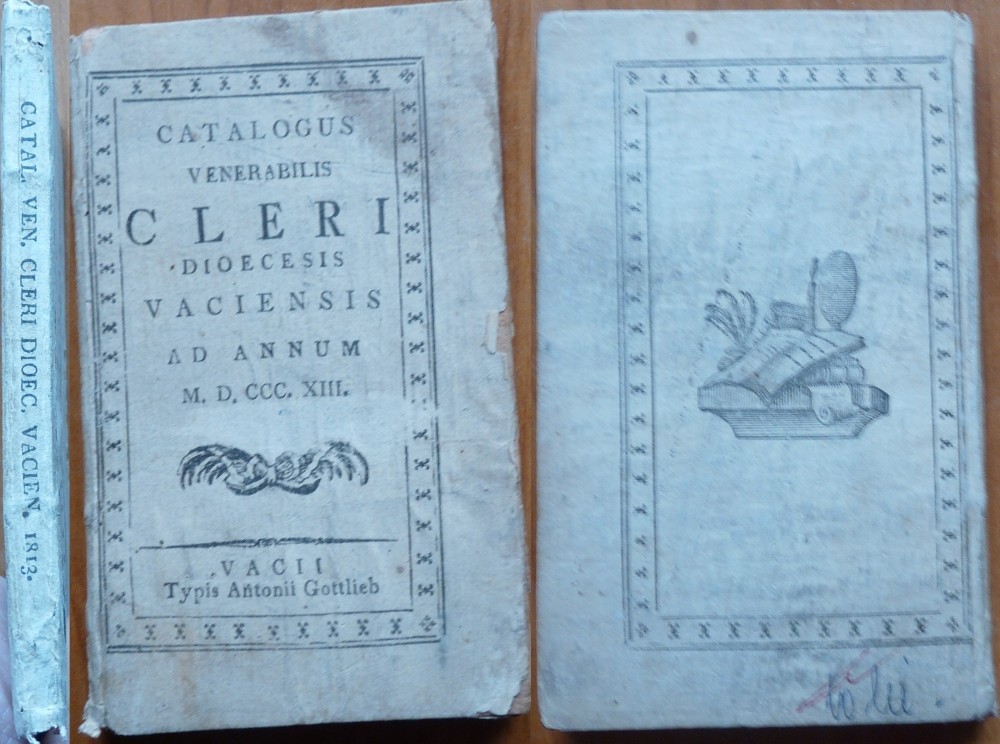 CATAL. VEN. CLERI DIOEC. VACIEN. 1813.
CATALOGUS
VENERABILIS
CLERI
DIOECESIS
VACIENSIS
AD ANNUM
M. D. CCC. XIII.
VACII
Typis Antonii Gottlieb
lei